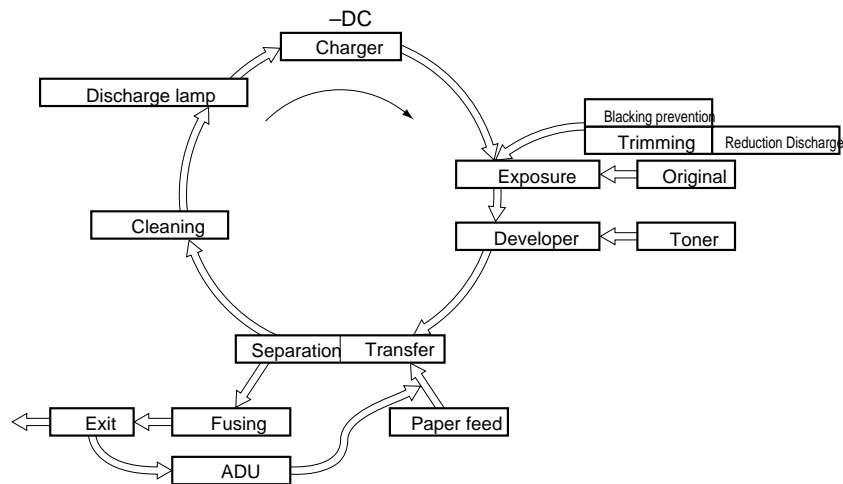 –DC
Charger
Discharge lamp
Blacking prevention
Trimming
Reduction Discharge
Exposure
Original
Cleaning
Developer
Toner
Separation
Transfer
Exit
Fusing
Paper feed
ADU